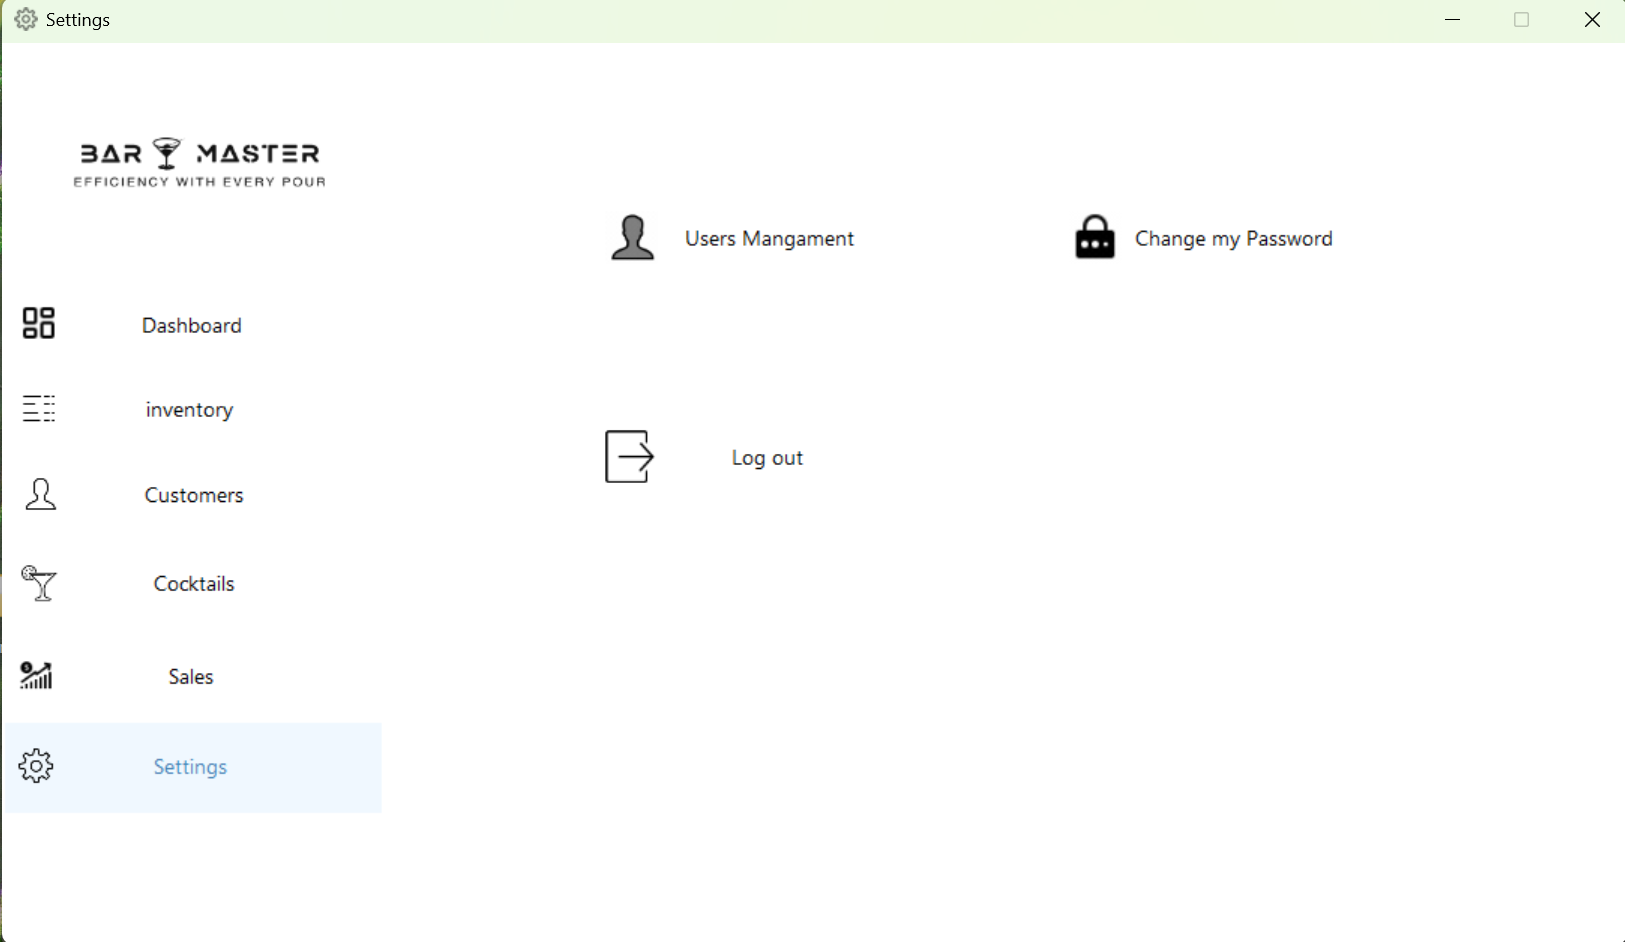 Settings
BAR MASTER
EFFICIENCY WITH EVERY POUR
Users Mangament
Change my Password
Dashboard
inventory
Log out
Customers
Cocktails
Sales
Settings